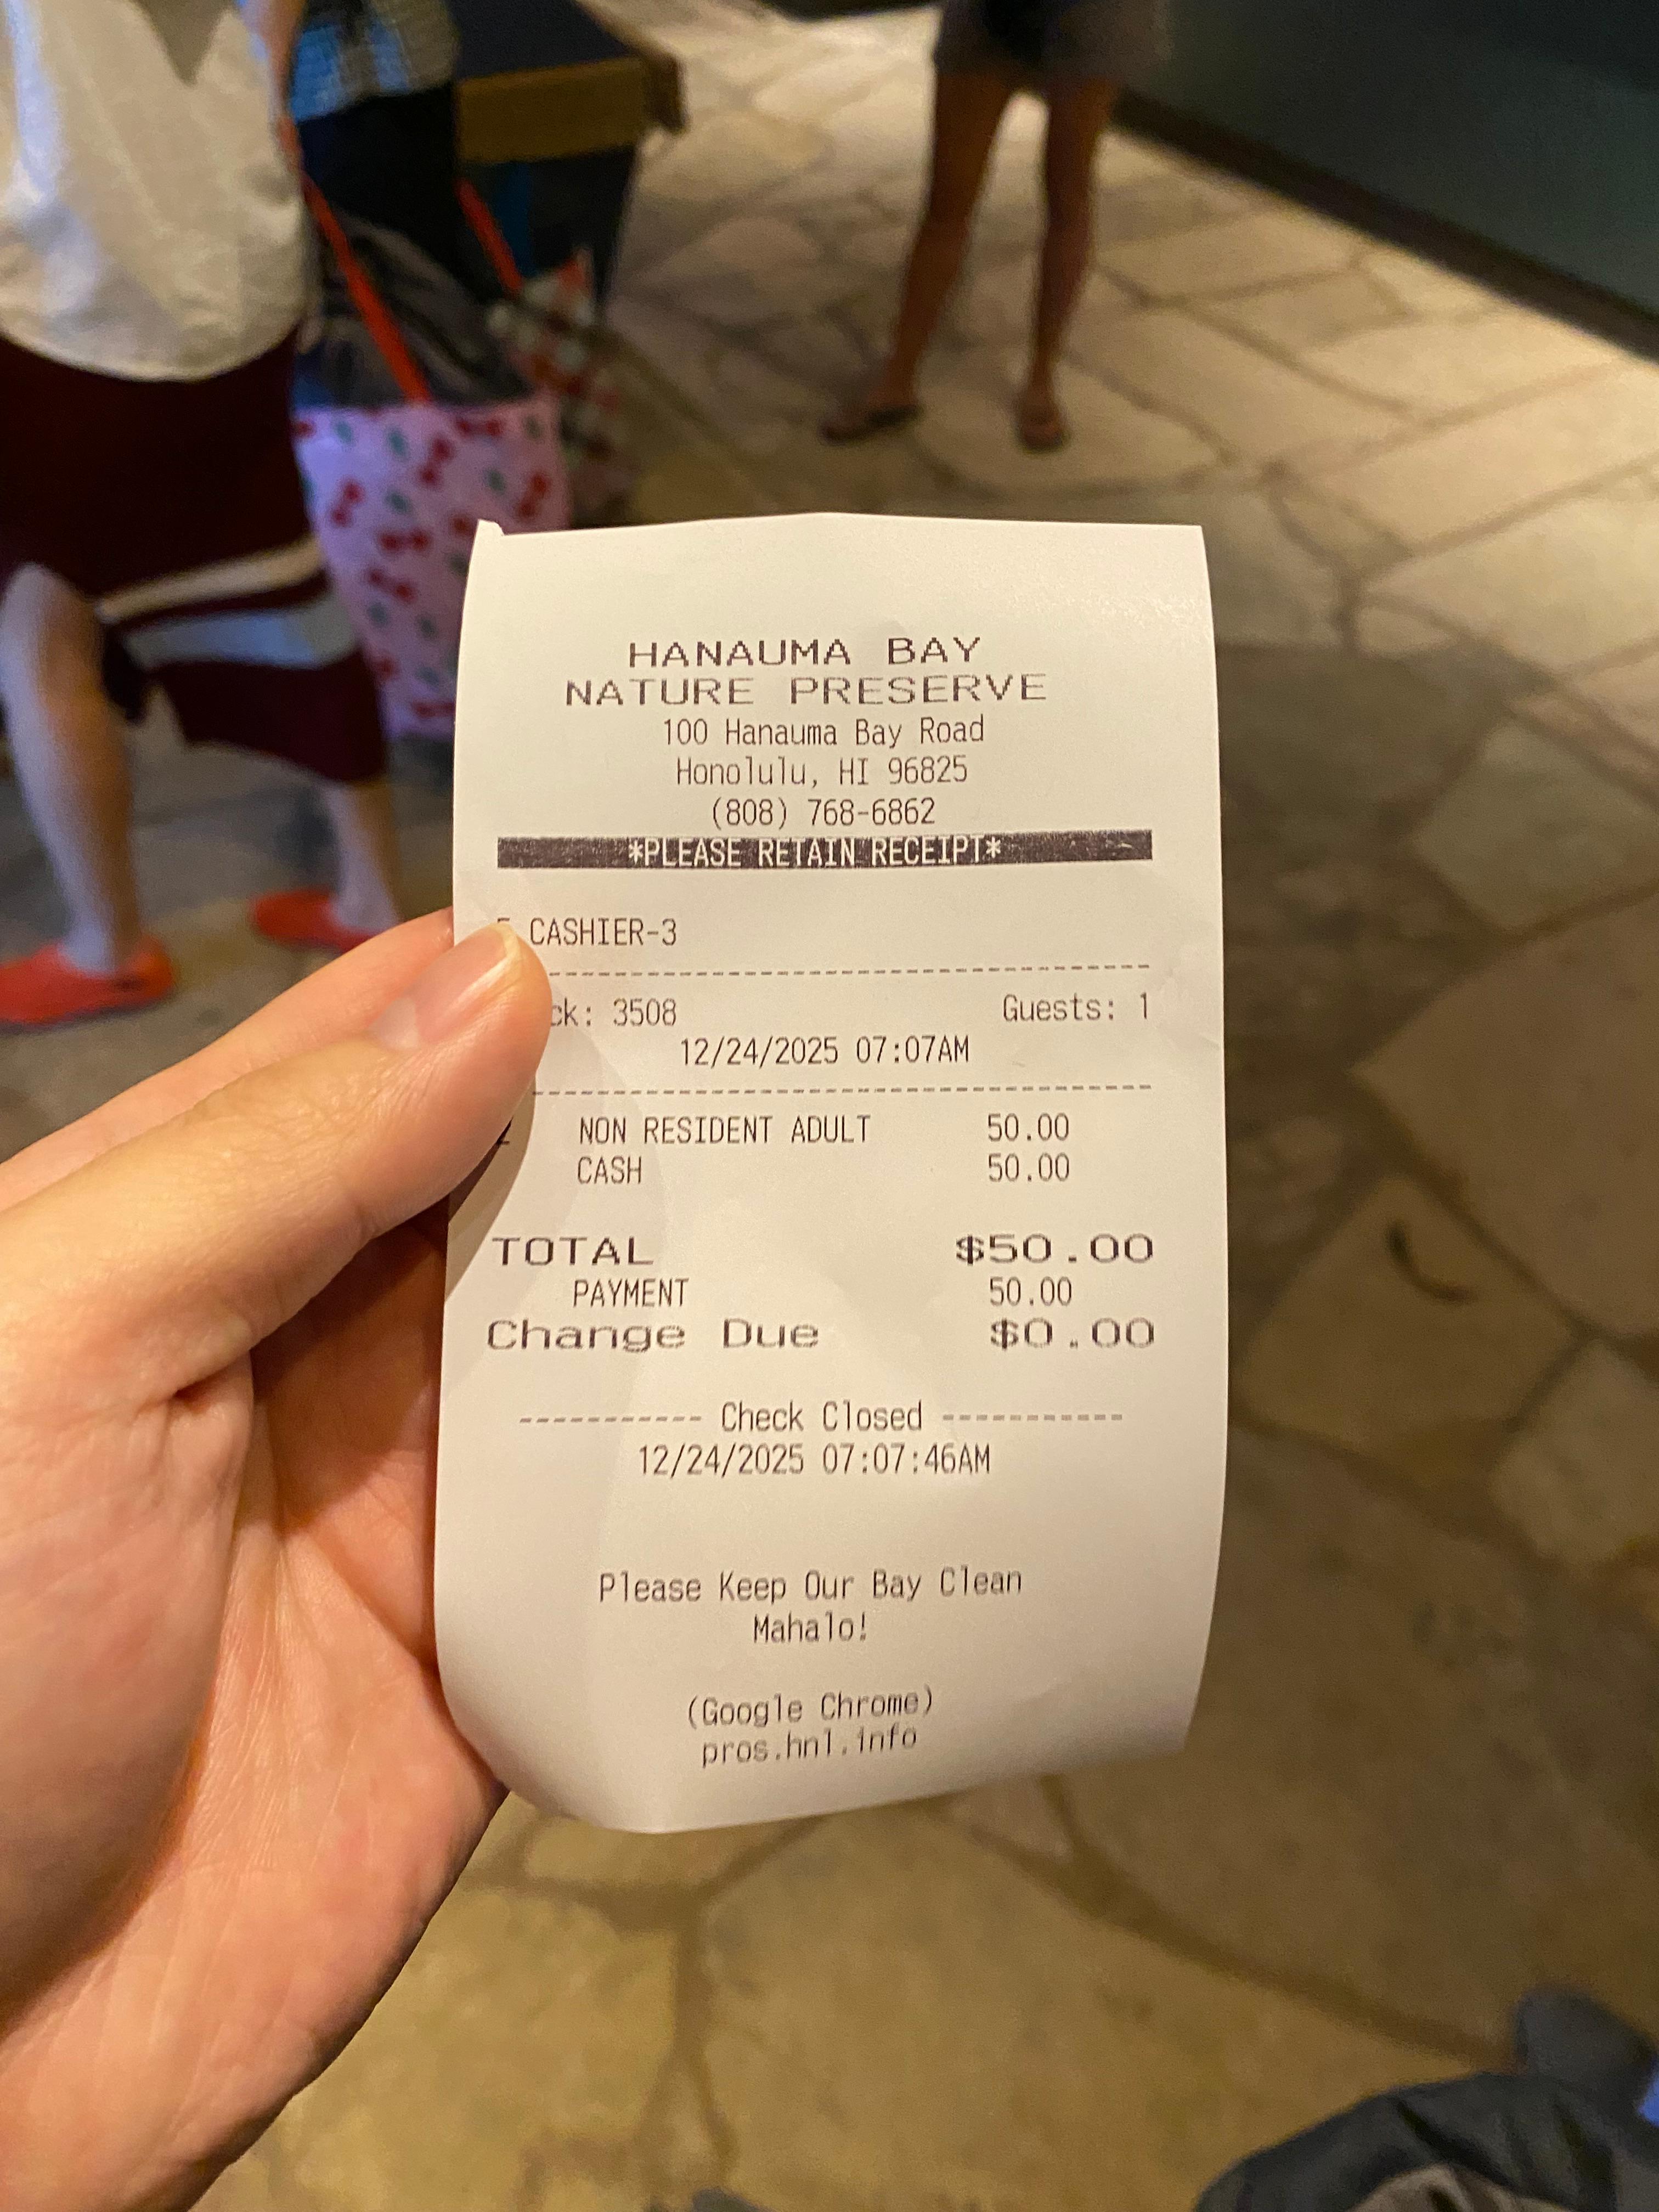 HANAUMA BAY
NATURE PRESERVE
100 Hanauma Bay Road
Honolulu, HI 96825
(808) 768-6862
*PLEASE RETAIN RECEIPT*
CASHIER-3
ck: 3508 Guests: 1
12/24/2025 07:07AM
NON RESIDENT ADULT 50.00
CASH 50.00
TOTAL $50.00
PAYMENT 50.00
Change Due $0.00
----------- Check Closed -----------
12/24/2025 07:07:46AM
Please Keep Our Bay Clean
Mahalo!
(Google Chrome)
pros.hnl.info